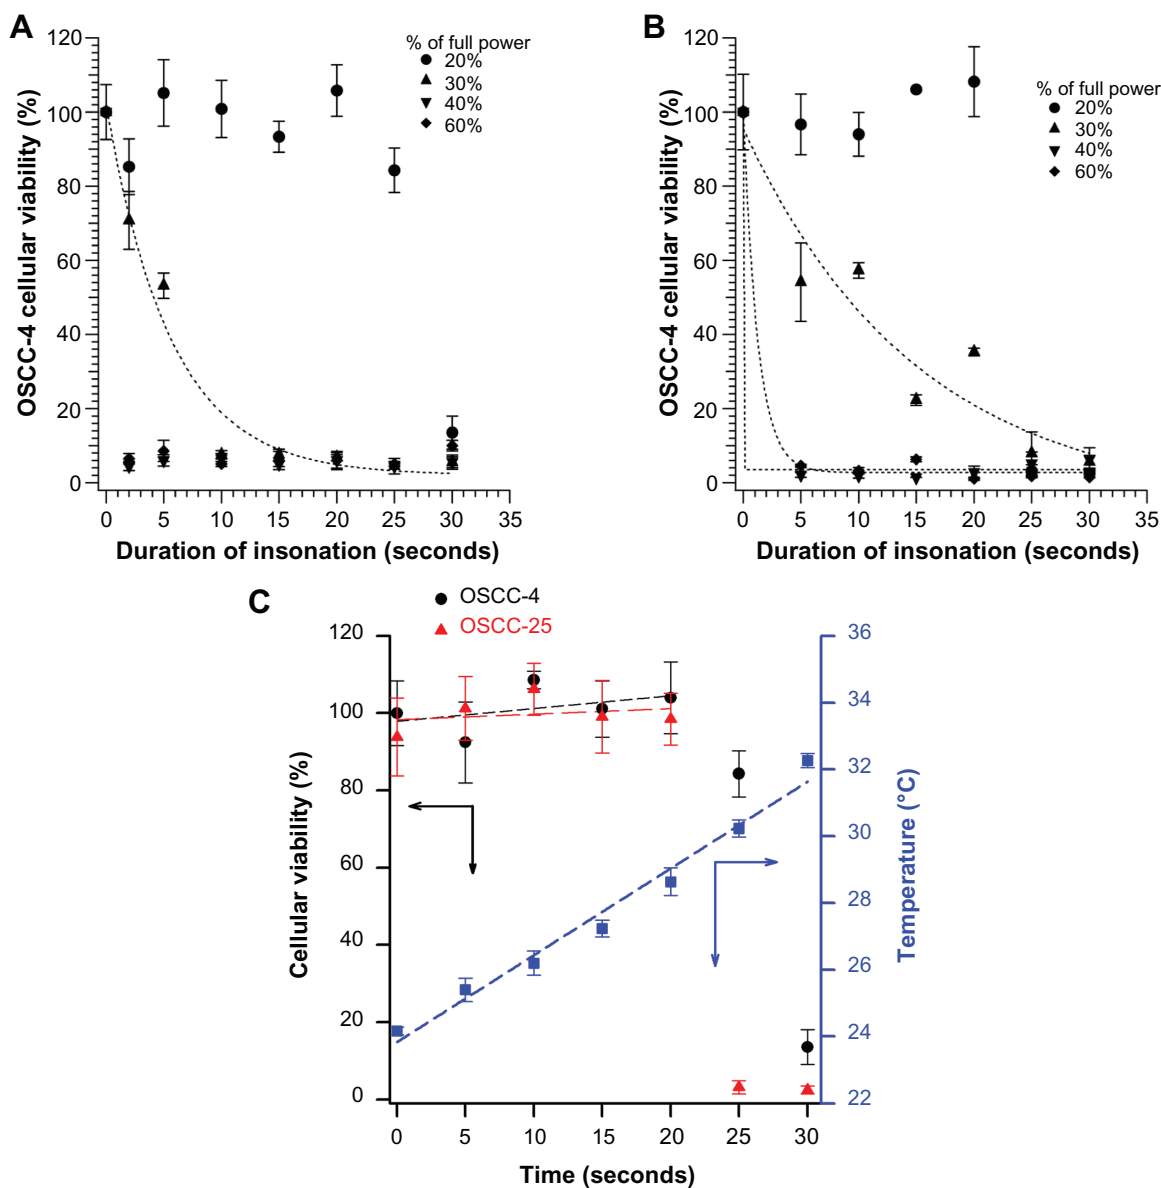 A
OSCC-4 cellular viability (%)
120
100
80
60
40
20
0
% of full power
20%
30%
40%
60%
0 5 10 15 20 25 30 35
Duration of insonation (seconds)
B
OSCC-4 cellular viability (%)
120
100
80
60
40
20
0
% of full power
20%
30%
40%
60%
0 5 10 15 20 25 30 35
Duration of insonation (seconds)
C
OSCC-4
OSCC-25
Cellular viability (%)
120
100
80
60
40
20
0
36
34
32
30
28
26
24
22
Temperature (°C)
0 5 10 15 20 25 30
Time (seconds)